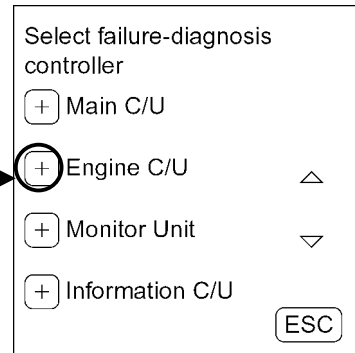 Select failure-diagnosis
controller
+ Main C/U
+ Engine C/U
+ Monitor Unit
+ Information C/U
ESC